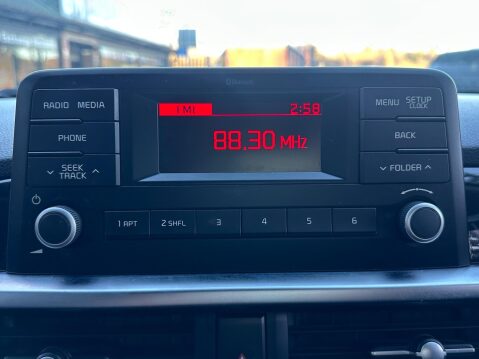 Bluetooth
RADIO MEDIA
PHONE
SEEK
TRACK
2:58
88.30 MHz
MENU SETUP
CLOCK
BACK
FOLDER
1 RPT 2 SHFL 3 4 5 6